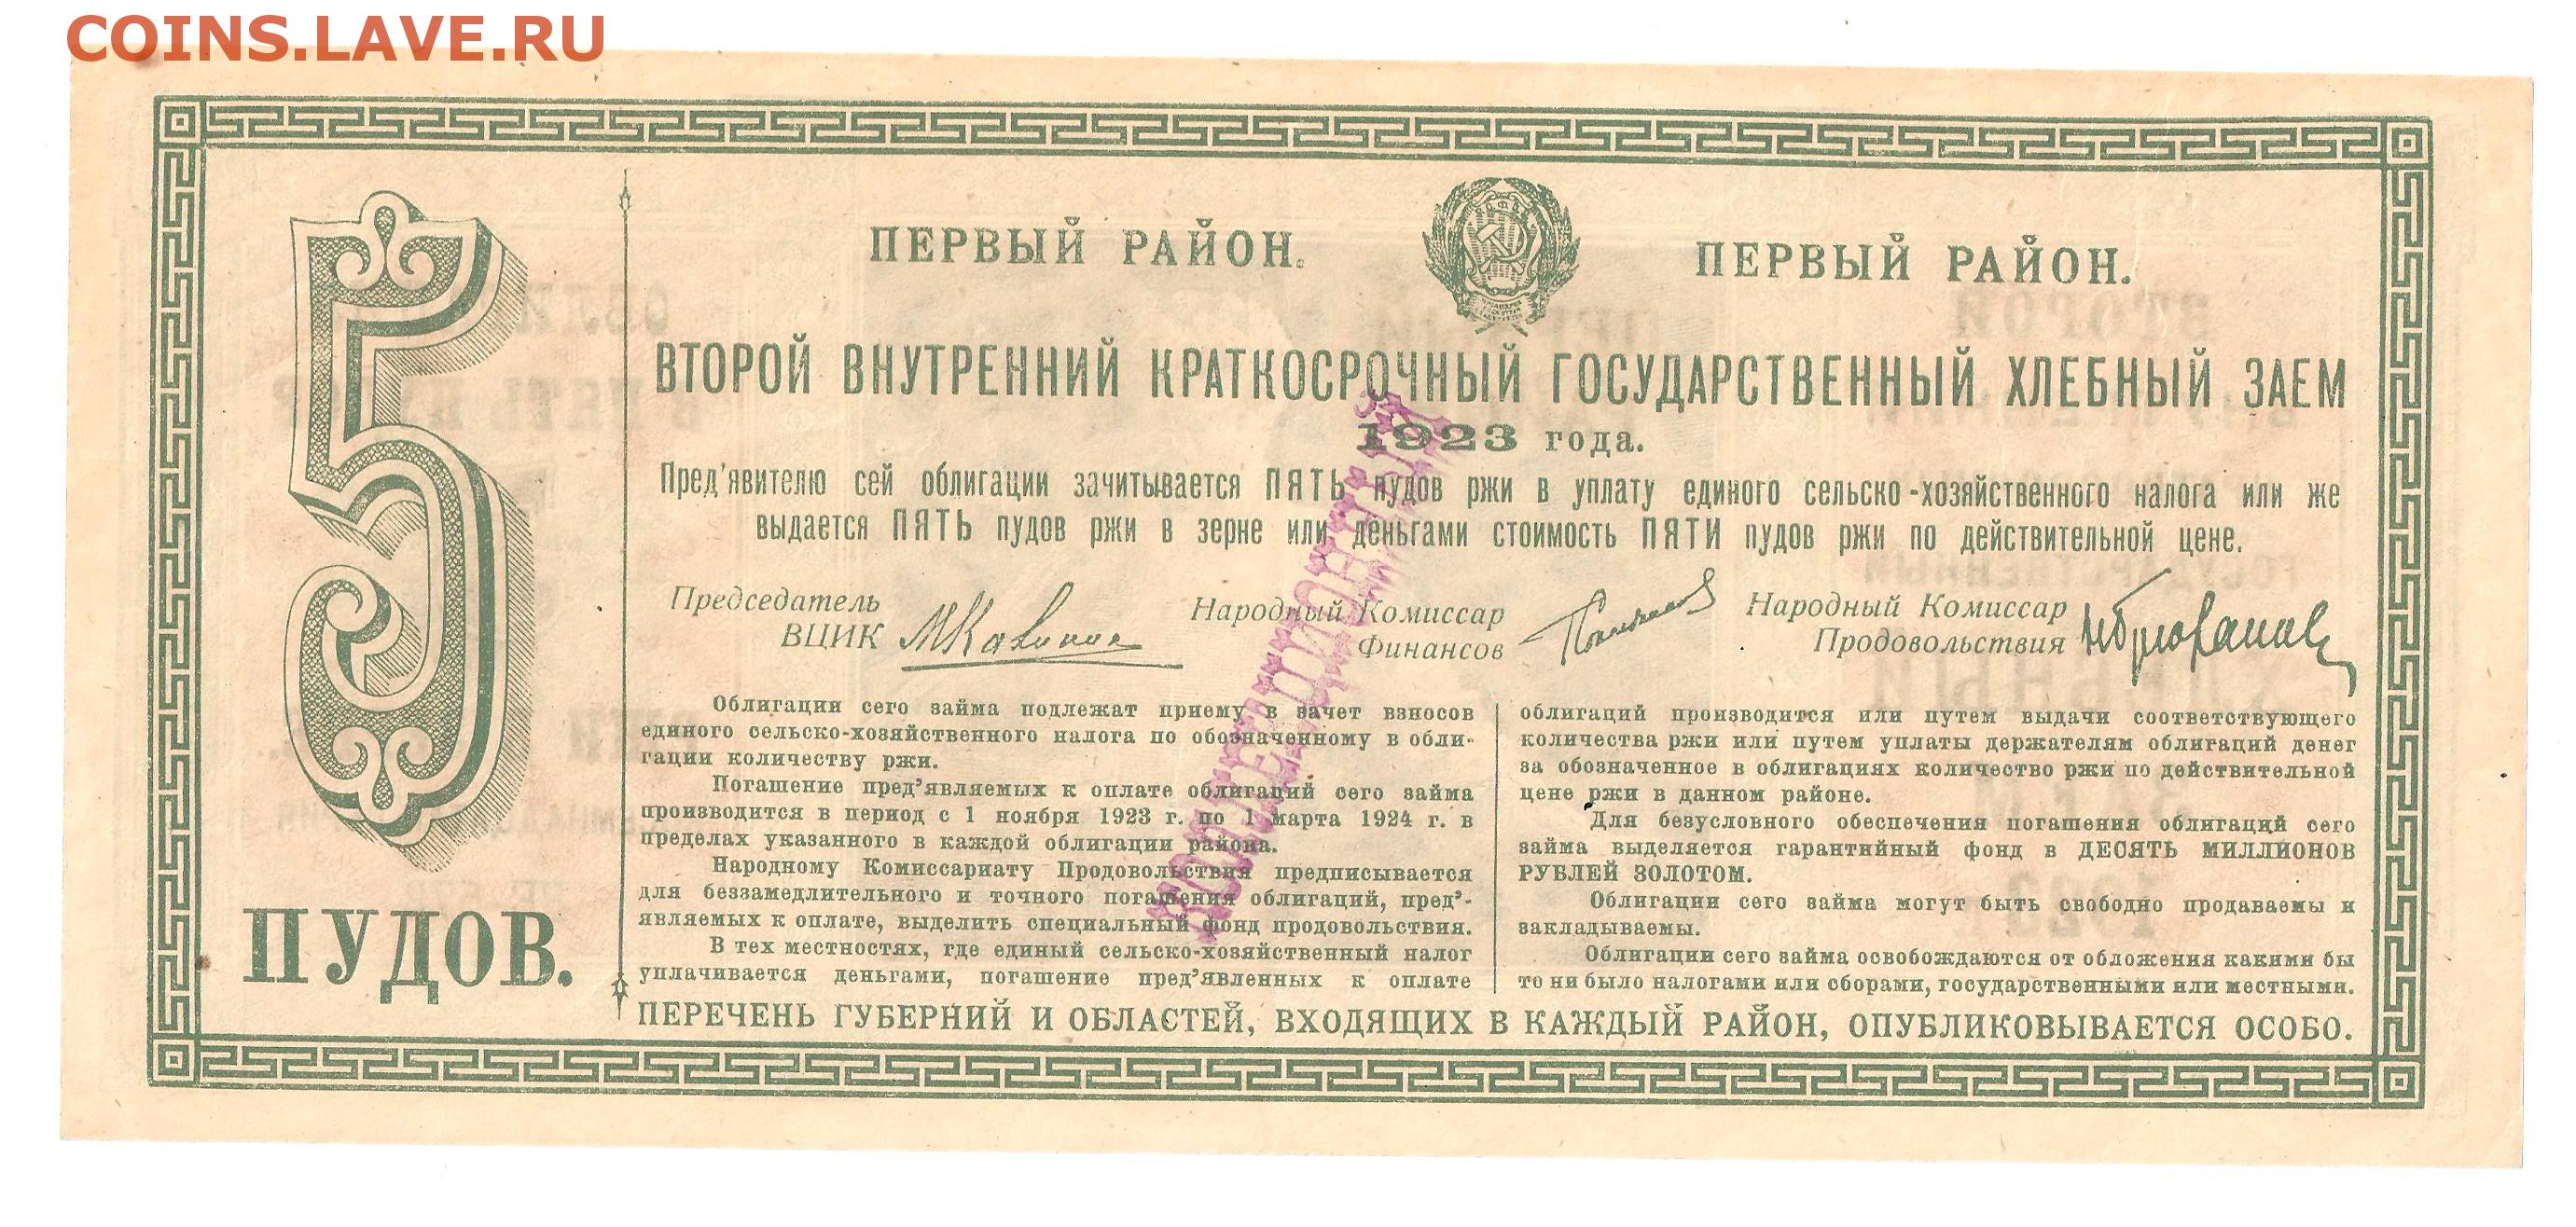 COINS.LAVE.RU
ПЕРВЫЙ РАЙОН. ПЕРВЫЙ РАЙОН.
ВТОРОЙ ВНУТРЕННИЙ КРАТКОСРОЧНЫЙ ГОСУДАРСТВЕННЫЙ ХЛЕБНЫЙ ЗАЕМ
1923 года.
Пред'явителю сей облигации зачитывается ПЯТЬ пудов ржи в уплату единого сельско-хозяйственного налога или же
выдается ПЯТЬ пудов ржи в зерне или деньгами стоимость ПЯТИ пудов ржи по действительной цене.
Председатель
ВЦИК
Народный Комиссар
Финансов
Народный Комиссар
Продовольствия
5
ПУДОВ.
Облигации сего займа подлежат приему в зачет взносов
единого сельско-хозяйственного налога по обозначенному в обли-
гации количеству ржи.
Погашение пред'являемых к оплате облигаций сего займа
производится в период с 1 ноября 1923 г. по 1 марта 1924 г. в
пределах указанного в каждой облигации района.
Народному Комиссариату Продовольствия предписывается
для беззамедлительного и точного погашения облигаций, пред'-
являемых к оплате, выделить специальный фонд продовольствия.
В тех местностях, где единый сельско-хозяйственный налог
уплачивается деньгами, погашение пред'явленных к оплате
облигаций производится или путем выдачи соответствующего
количества ржи или путем уплаты держателям облигаций денег
за обозначенное в облигациях количество ржи по действительной
цене ржи в данном районе.
Для безусловного обеспечения погашения облигаций сего
займа выделяется гарантийный фонд в ДЕСЯТЬ МИЛЛИОНОВ
РУБЛЕЙ ЗОЛОТОМ.
Облигации сего займа могут быть свободно продаваемы и
закладываемы.
Облигации сего займа освобождаются от обложения какими бы
то ни было налогами или сборами, государственными или местными.
ПЕРЕЧЕНЬ ГУБЕРНИЙ И ОБЛАСТЕЙ, ВХОДЯЩИХ В КАЖДЫЙ РАЙОН, ОПУБЛИКОВЫВАЕТСЯ ОСОБО.